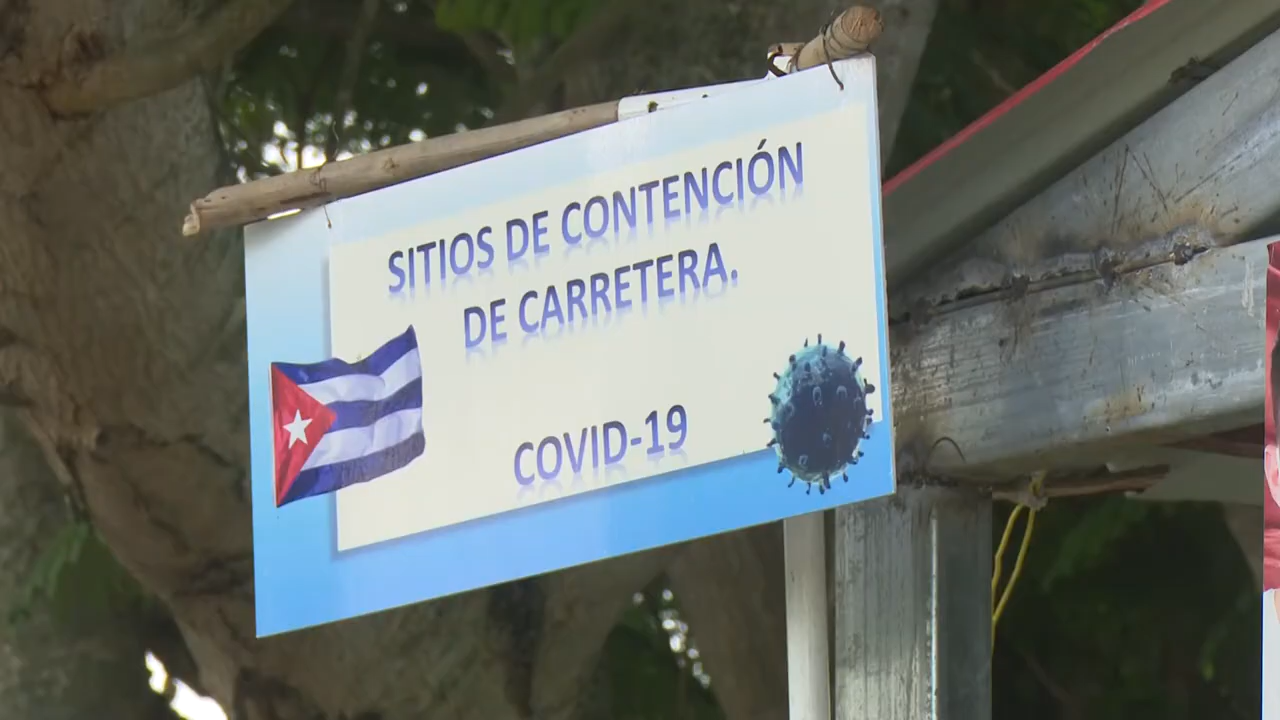 SITIOS DE CONTENCIÓN
DE CARRETERA.
COVID-19